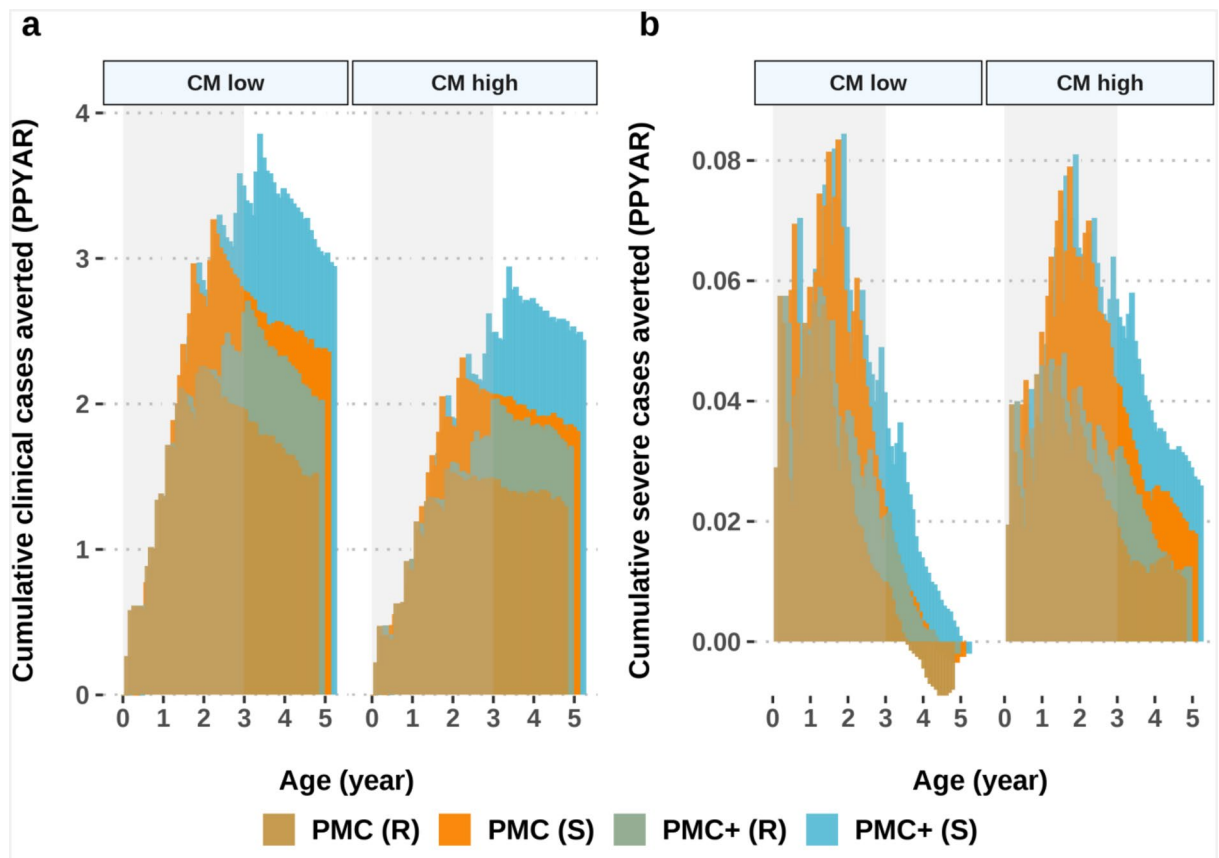 a
CM low
CM high
Cumulative clinical cases averted (PPYAR)
4
3
2
1
0
0 1 2 3 4 5
0 1 2 3 4 5
Age (year)
b
CM low
CM high
Cumulative severe cases averted (PPYAR)
0.08
0.06
0.04
0.02
0.00
0 1 2 3 4 5
0 1 2 3 4 5
Age (year)
PMC (R) PMC (S) PMC+ (R) PMC+ (S)